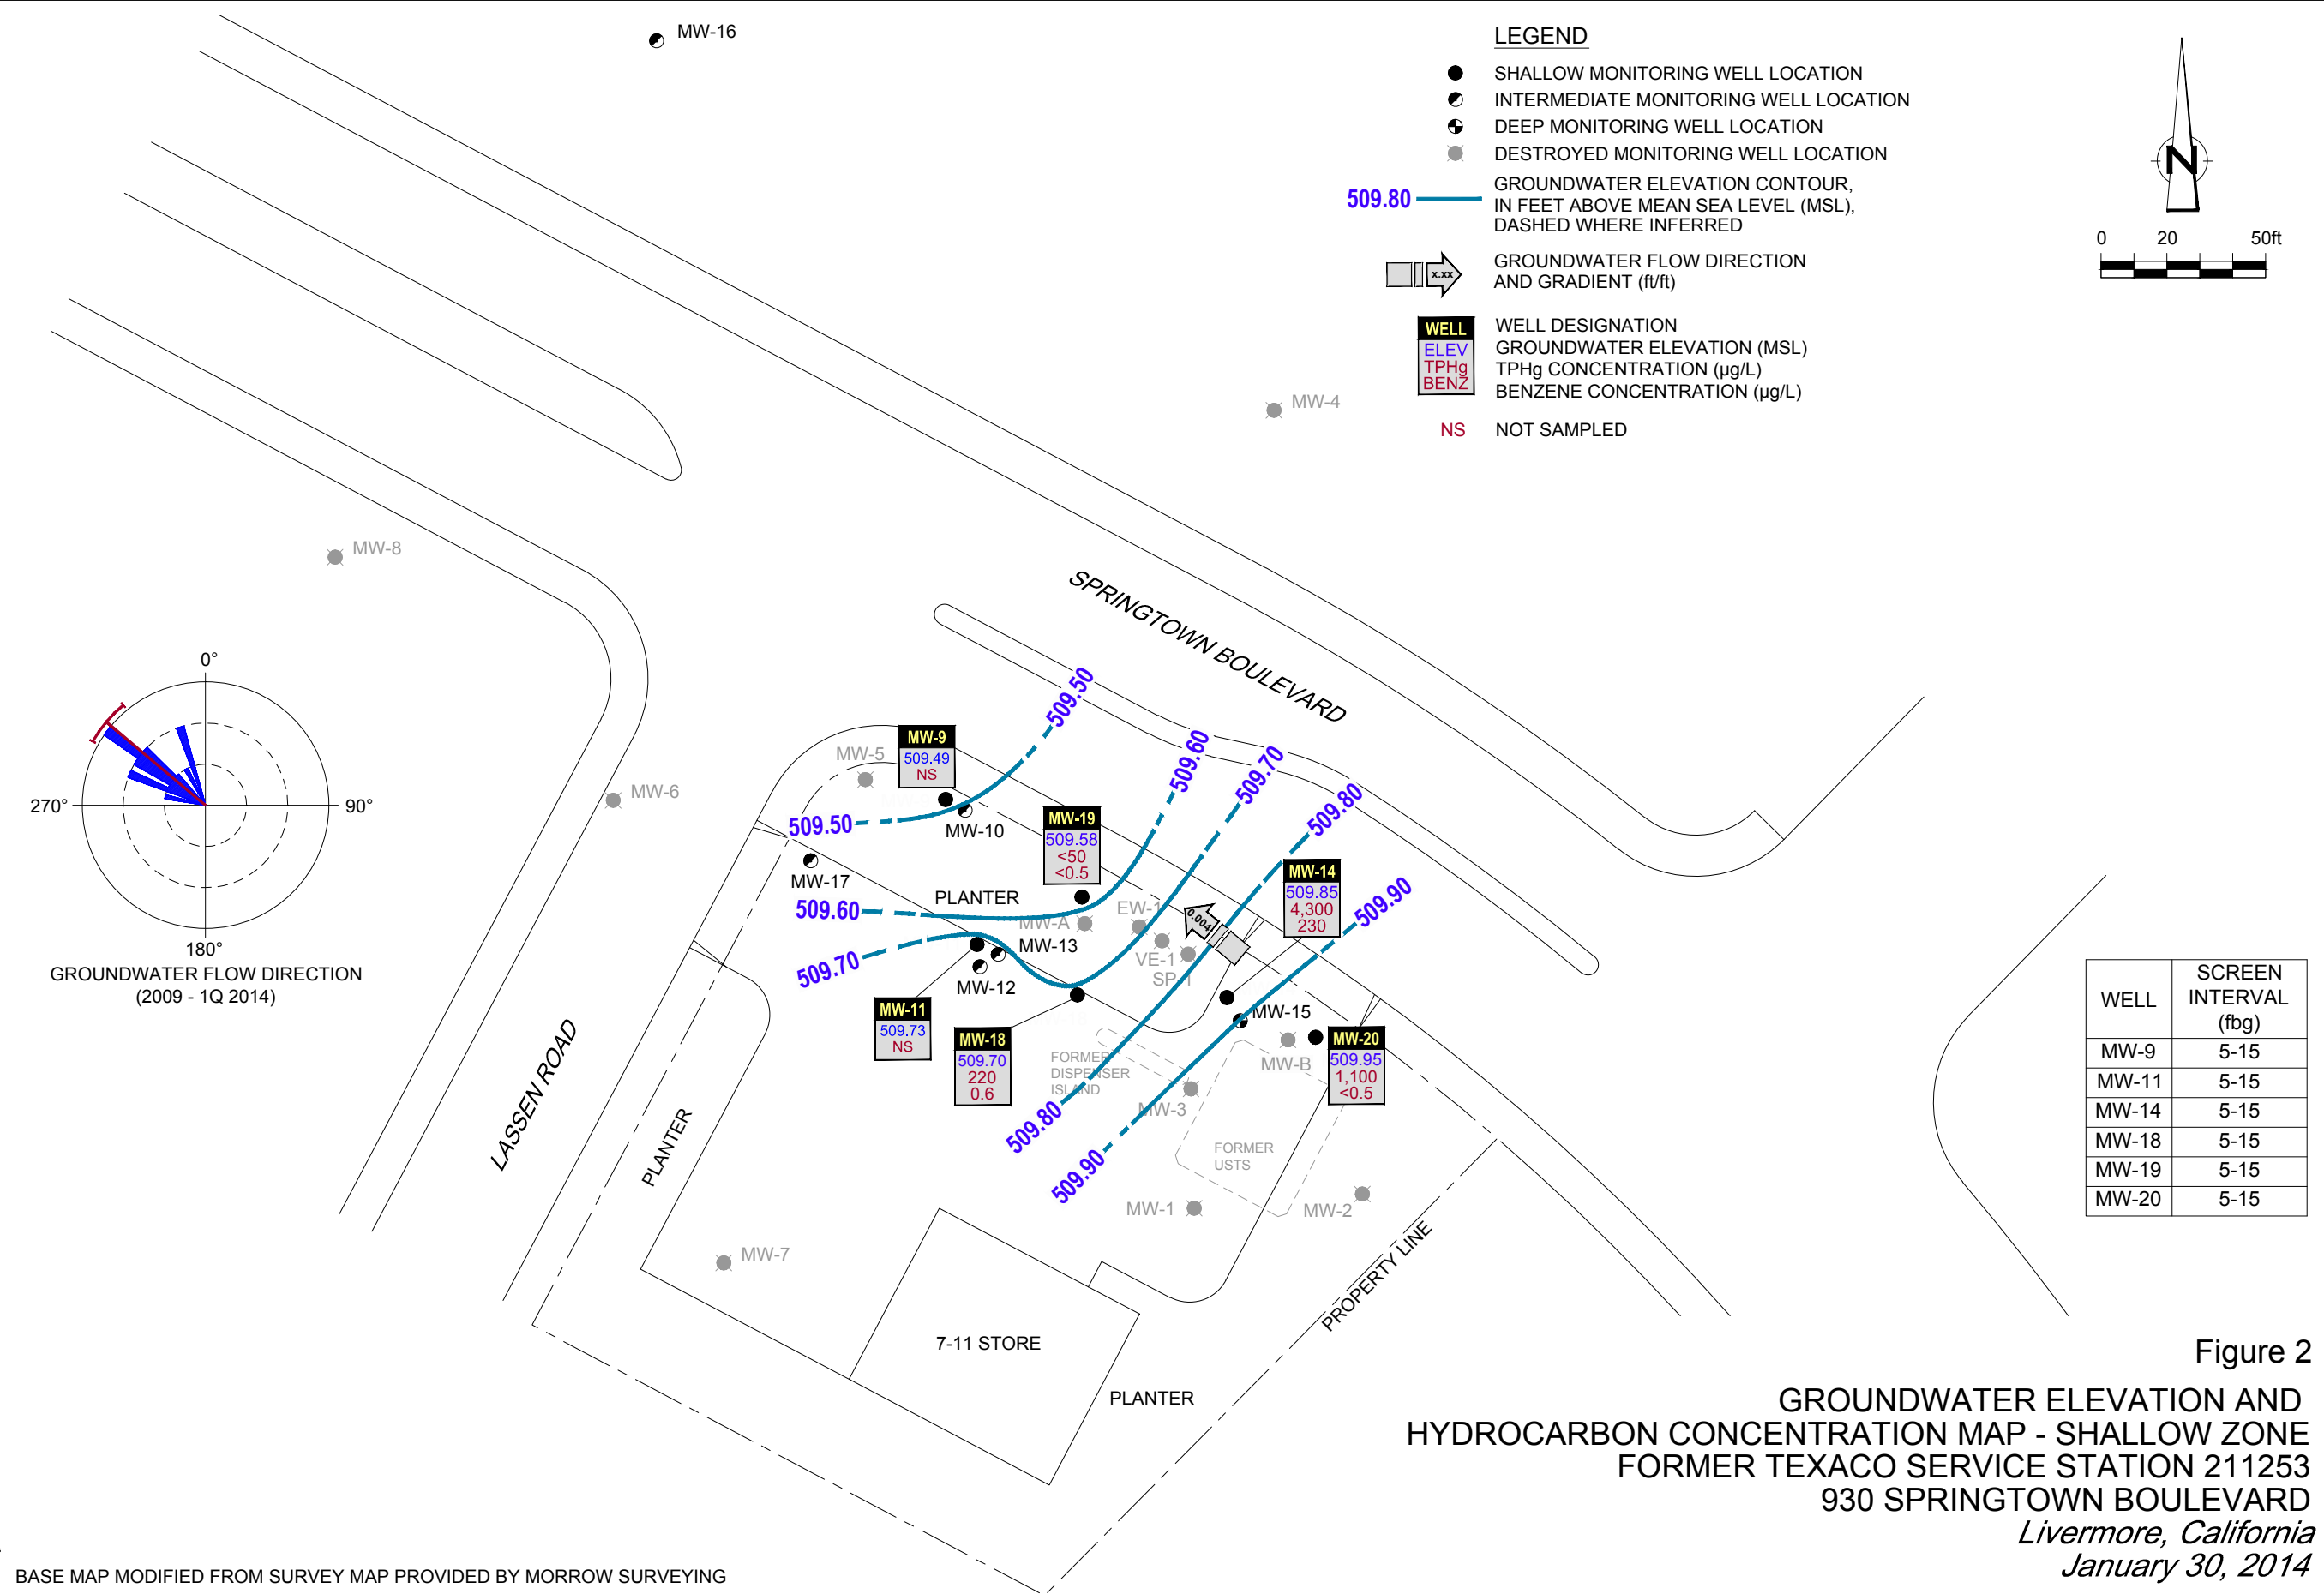 MW-16
LEGEND
SHALLOW MONITORING WELL LOCATION
INTERMEDIATE MONITORING WELL LOCATION
DEEP MONITORING WELL LOCATION
DESTROYED MONITORING WELL LOCATION
509.80
GROUNDWATER ELEVATION CONTOUR,
IN FEET ABOVE MEAN SEA LEVEL (MSL),
DASHED WHERE INFERRED
x.xx
GROUNDWATER FLOW DIRECTION
AND GRADIENT (ft/ft)
WELL
ELEV
TPHg
BENZ
WELL DESIGNATION
GROUNDWATER ELEVATION (MSL)
TPHg CONCENTRATION (µg/L)
BENZENE CONCENTRATION (µg/L)
NS NOT SAMPLED
N
0 20 50ft
MW-4
MW-8
SPRINGTOWN BOULEVARD
0°
270° 90°
180°
GROUNDWATER FLOW DIRECTION
(2009 - 1Q 2014)
MW-6
MW-5
MW-9
509.49
NS
MW-10
509.50
509.50
509.60
509.70
509.80
509.90
MW-17
MW-19
509.58
<50
<0.5
PLANTER
509.60
MW-A
EW-1
0.004
MW-14
509.85
4,300
230
MW-13
509.70
VE-1
SP-1
MW-12
MW-11
509.73
NS
MW-18
509.70
220
0.6
MW-15
MW-B
MW-20
509.95
1,100
<0.5
FORMER
DISPENSER
ISLAND
MW-3
509.80
509.90
FORMER
USTS
MW-1
MW-2
LASSEN ROAD
PLANTER
MW-7
7-11 STORE
PLANTER
PROPERTY LINE
WELL SCREEN INTERVAL (fbg)
MW-9 5-15
MW-11 5-15
MW-14 5-15
MW-18 5-15
MW-19 5-15
MW-20 5-15
Figure 2
GROUNDWATER ELEVATION AND
HYDROCARBON CONCENTRATION MAP - SHALLOW ZONE
FORMER TEXACO SERVICE STATION 211253
930 SPRINGTOWN BOULEVARD
Livermore, California
January 30, 2014
BASE MAP MODIFIED FROM SURVEY MAP PROVIDED BY MORROW SURVEYING